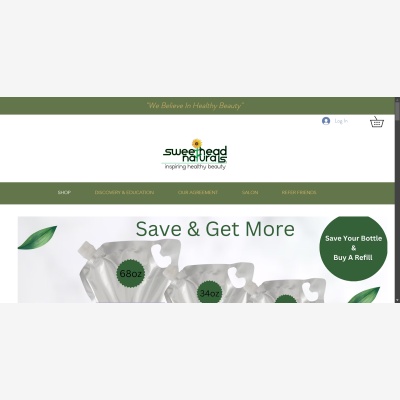 "We Believe In Healthy Beauty"
Log In
sweethead
naturals
inspiring healthy beauty
SHOP DISCOVERY & EDUCATION OUR AGREEMENT SALON REFER FRIENDS
Save & Get More
Save Your Bottle
&
Buy A Refill
68oz
34oz